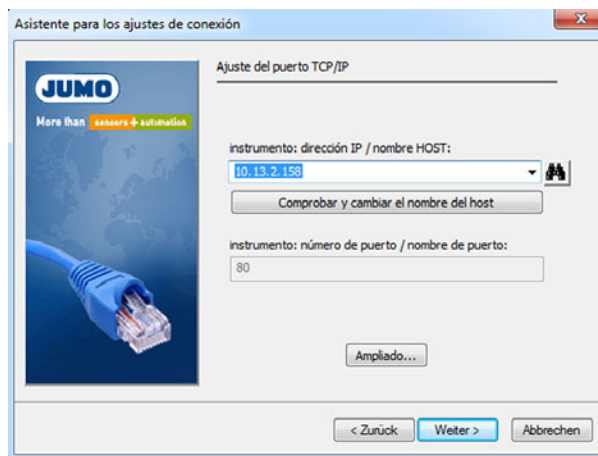 Asistente para los ajustes de conexión
JUMO
More than sensors + automation
Ajuste del puerto TCP/IP
instrumento: dirección IP / nombre HOST:
10.13.2.158
Comprobar y cambiar el nombre del host
instrumento: número de puerto / nombre de puerto:
80
Ampliado...
< Zurück
Weiter >
Abbrechen